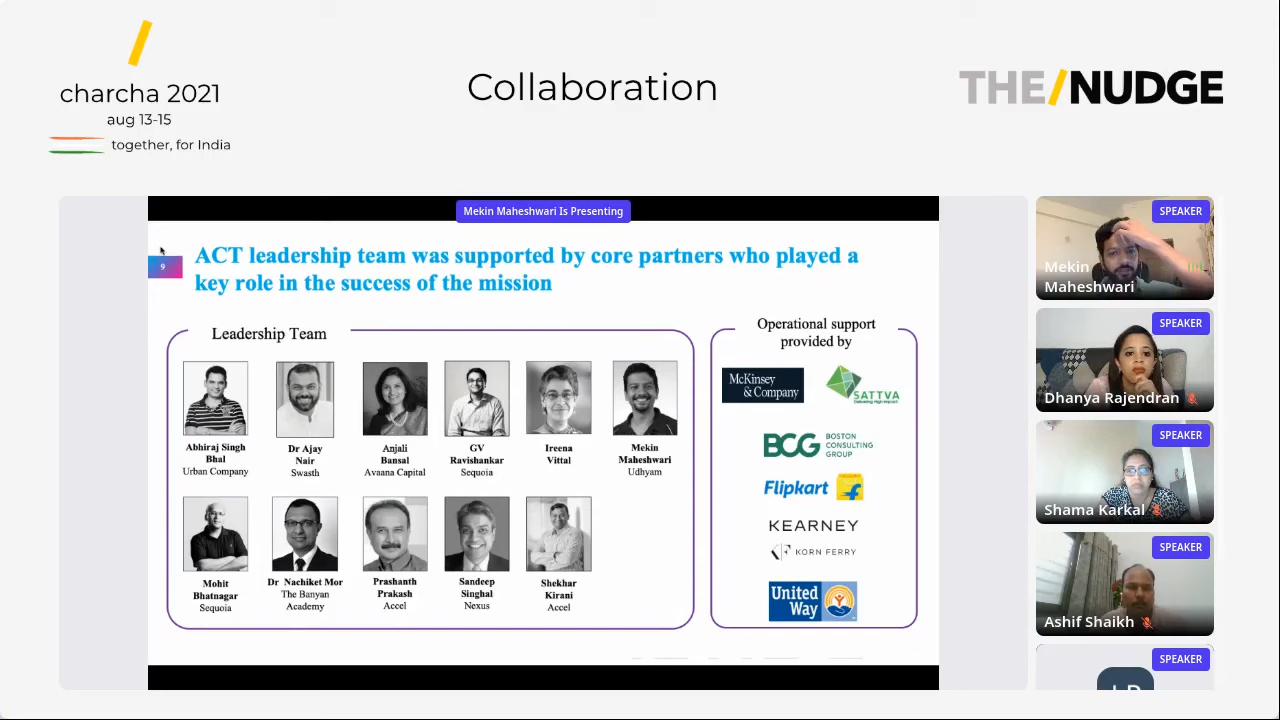 charcha 2021
aug 13-15
together, for India
Collaboration
THE/NUDGE
Mekin Maheshwari Is Presenting
9
ACT leadership team was supported by core partners who played a
key role in the success of the mission
Leadership Team
Abhiraj Singh
Bhal
Urban Company
Dr Ajay
Nair
Swasth
Anjali
Bansal
Avaana Capital
GV
Ravishankar
Sequoia
Ireena
Vittal
Mekin
Maheshwari
Udhyam
Mohit
Bhatnagar
Sequoia
Dr Nachiket Mor
The Banyan
Academy
Prashanth
Prakash
Accel
Sandeep
Singhal
Nexus
Shekhar
Kirani
Accel
Operational support
provided by
McKinsey
& Company
SATTVA
Delivering High Impact
BCG
BOSTON
CONSULTING
GROUP
Flipkart
KEARNEY
KF KORN FERRY
United
Way
SPEAKER
Mekin
Maheshwari
SPEAKER
Dhanya Rajendran
SPEAKER
Shama Karkal
SPEAKER
Ashif Shaikh
SPEAKER